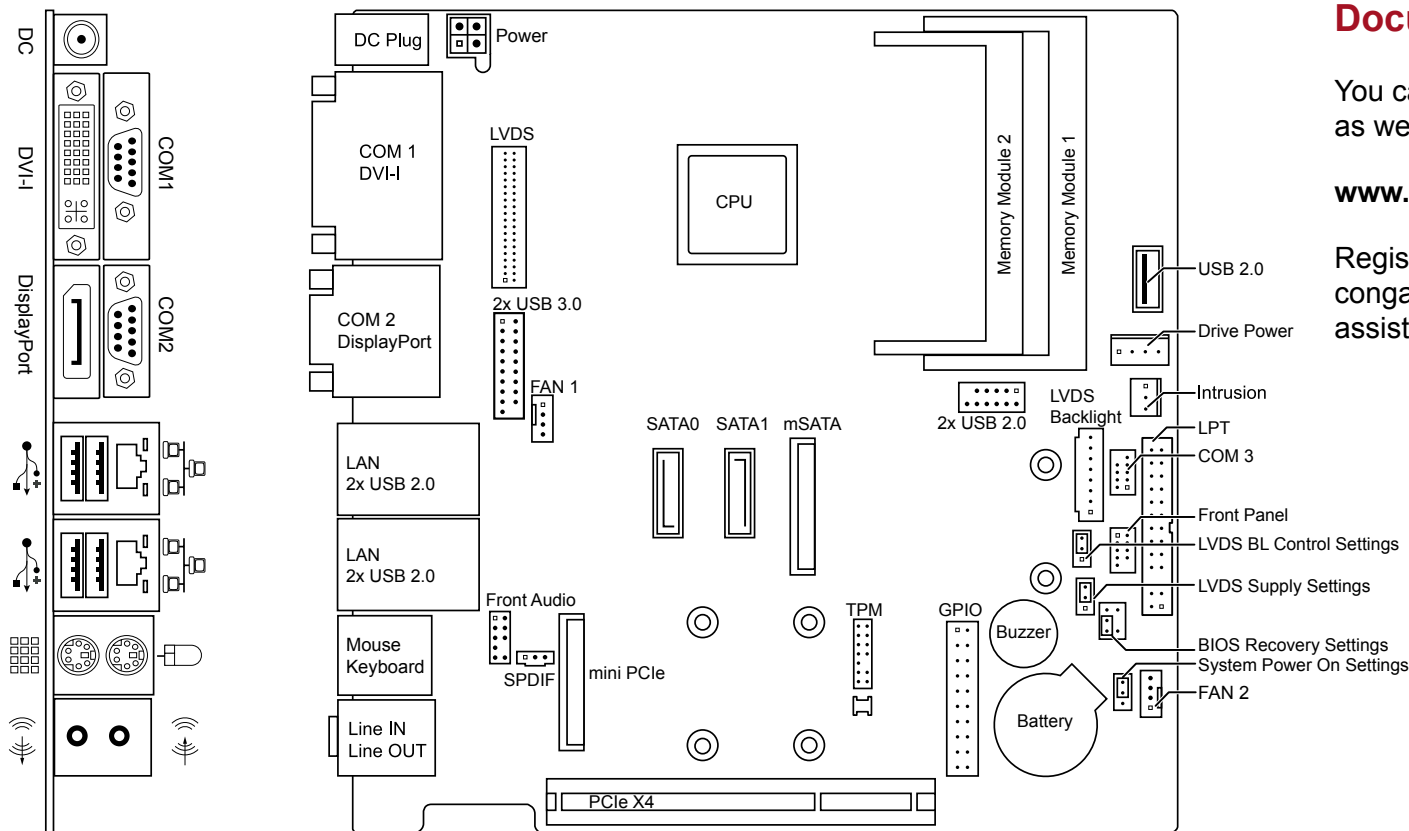 DC
DVI-I
COM1
DisplayPort
COM2
DC Plug
Power
COM 1
DVI-I
LVDS
CPU
Memory Module 2
Memory Module 1
COM 2
DisplayPort
2x USB 3.0
FAN 1
USB 2.0
Drive Power
Intrusion
LPT
COM 3
2x USB 2.0
LVDS
Backlight
SATA0
SATA1
mSATA
LAN
2x USB 2.0
LAN
2x USB 2.0
Front Panel
LVDS BL Control Settings
LVDS Supply Settings
Front Audio
Mouse
Keyboard
SPDIF
mini PCIe
TPM
GPIO
Buzzer
BIOS Recovery Settings
System Power On Settings
FAN 2
Battery
Line IN
Line OUT
PCIe X4
Docu
You ca
as we
www.
Regis
conga
assist